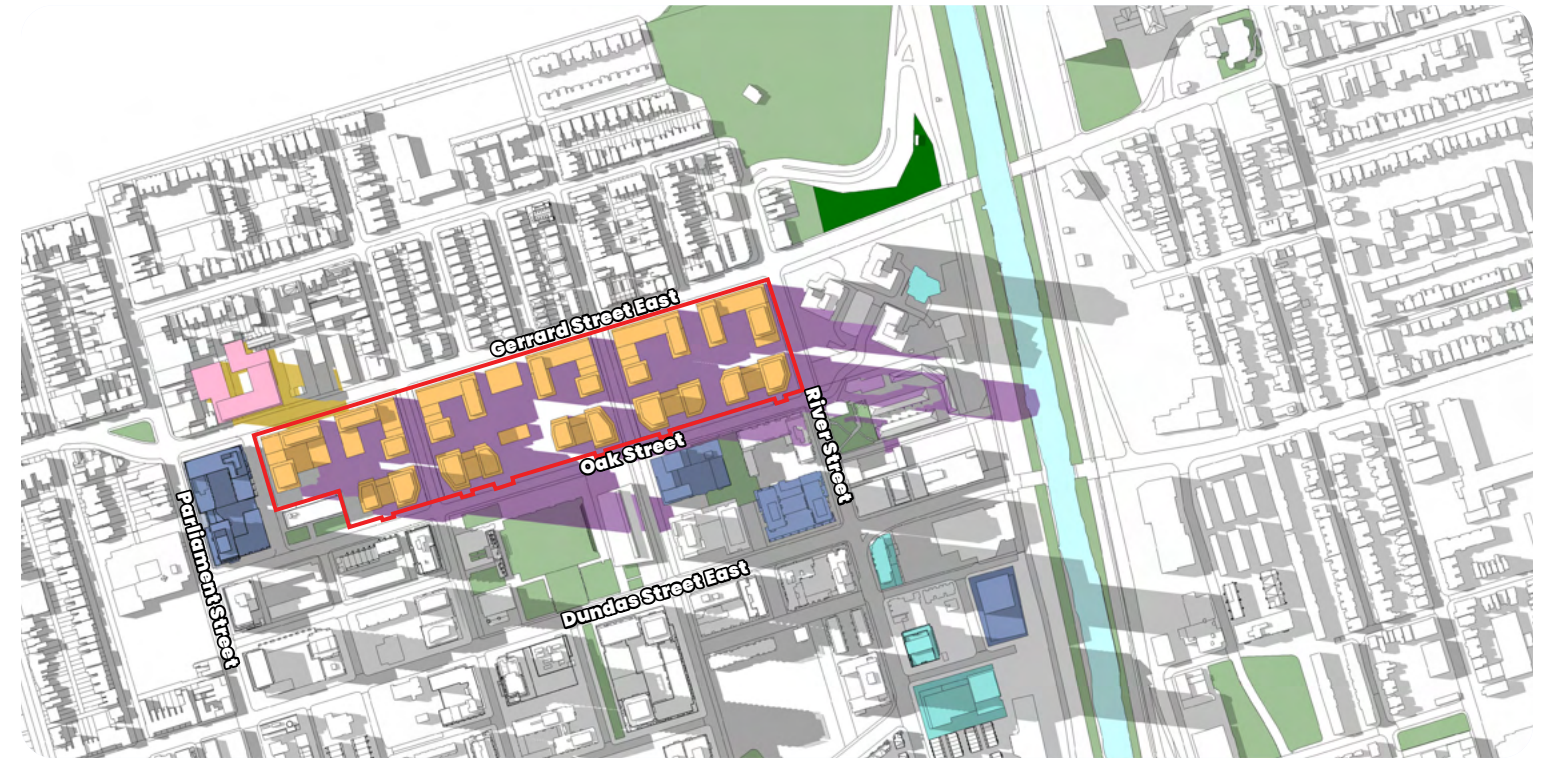 Gerrard Street East
River Street
Oak Street
Parliament Street
Dundas Street East